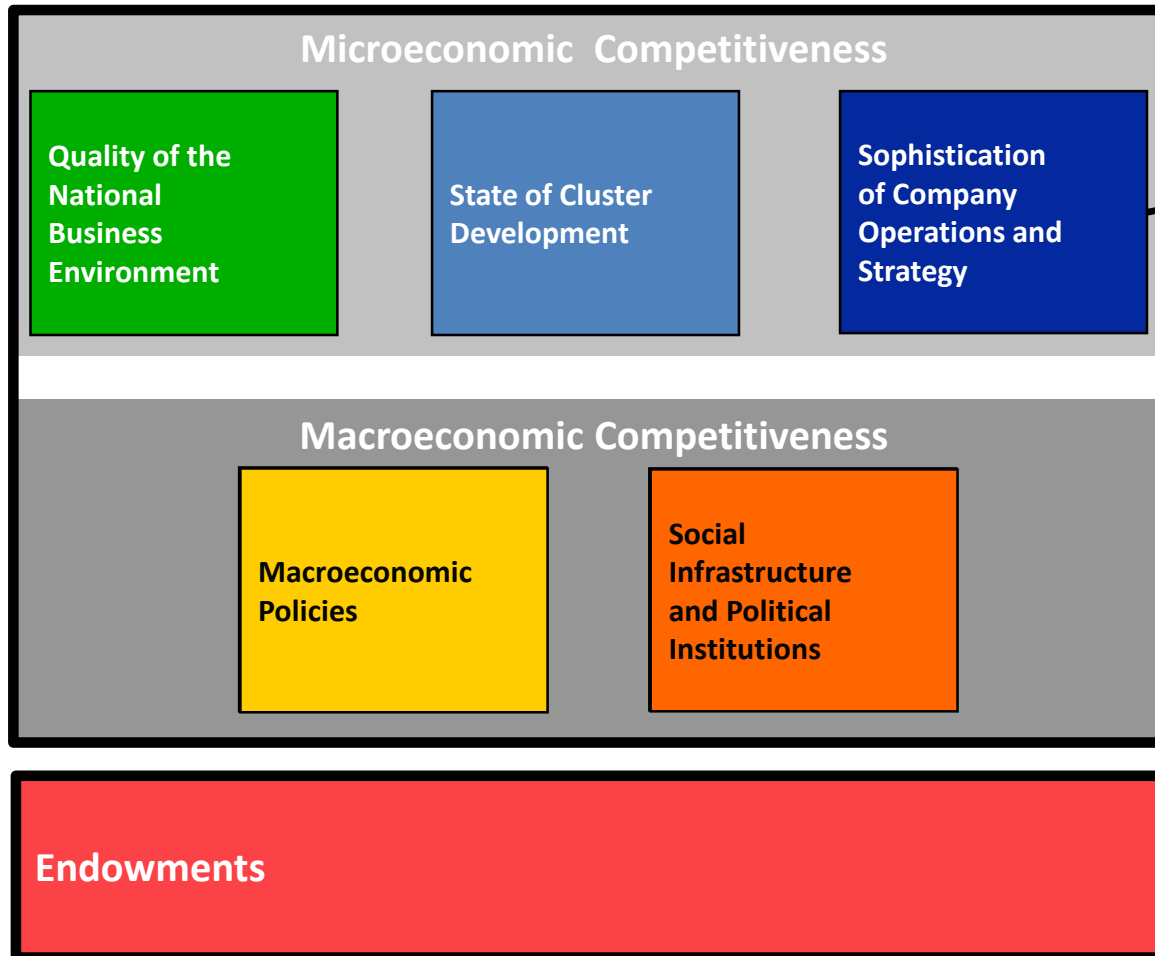 Microeconomic Competitiveness
Quality of the
National
Business
Environment
State of Cluster
Development
Sophistication
of Company
Operations and
Strategy
Macroeconomic Competitiveness
Macroeconomic
Policies
Social
Infrastructure
and Political
Institutions
Endowments